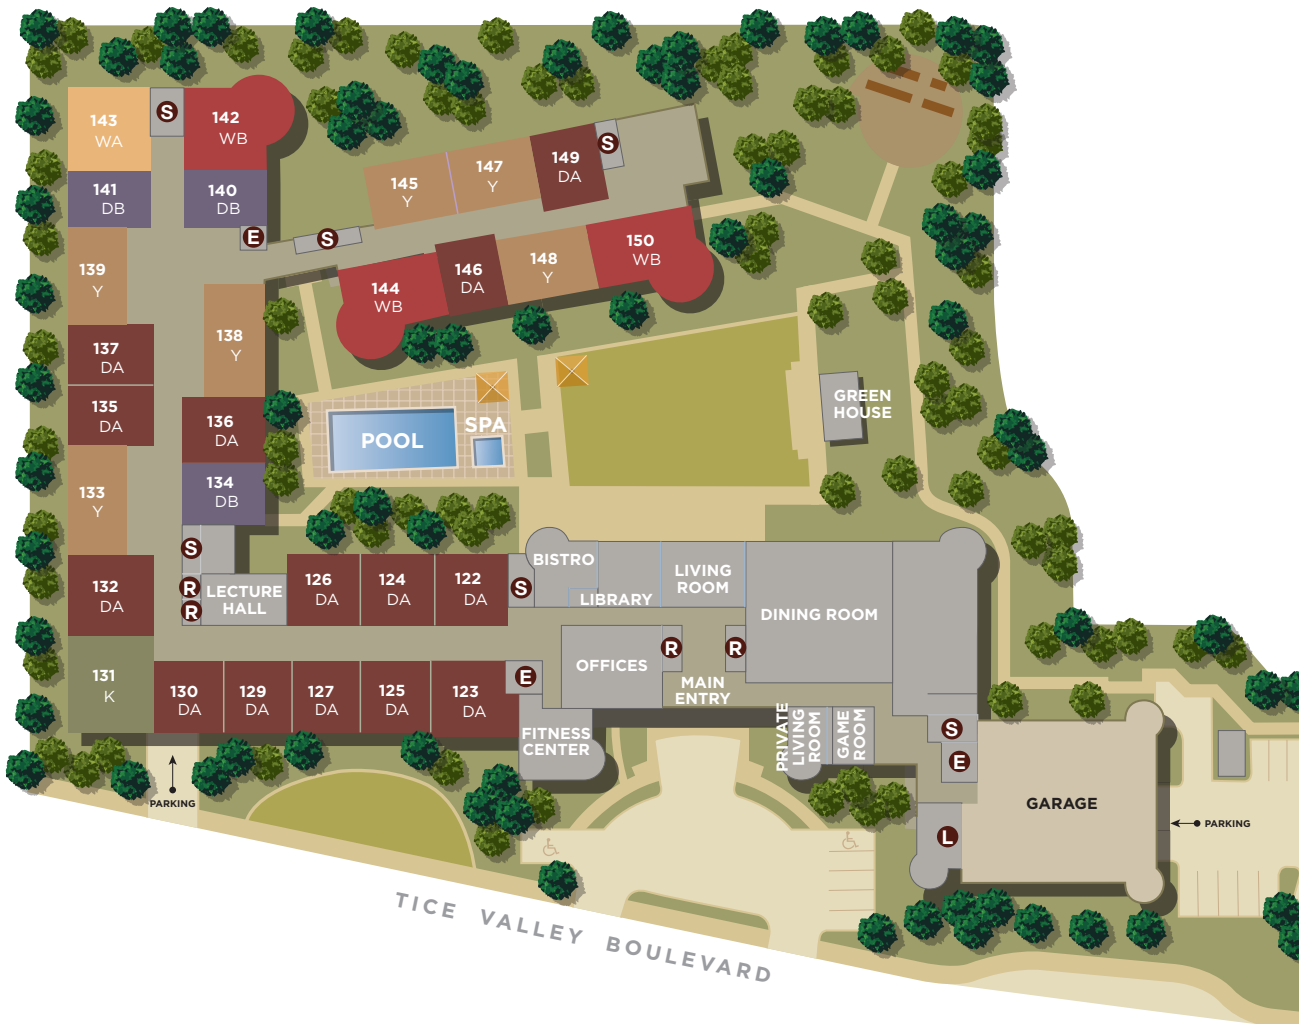 143
WA
S
142
WB
141
DB
140
DB
E
S
145
Y
147
Y
149
DA
S
139
Y
144
WB
146
DA
148
Y
150
WB
138
Y
137
DA
135
DA
136
DA
134
DB
133
Y
POOL
SPA
GREEN
HOUSE
S
R
R
LECTURE
HALL
132
DA
126
DA
124
DA
122
DA
S
BISTRO
LIBRARY
LIVING
ROOM
DINING ROOM
OFFICES
R
R
MAIN
ENTRY
131
K
130
DA
129
DA
127
DA
125
DA
123
DA
E
FITNESS
CENTER
PRIVATE
LIVING
ROOM
GAME
ROOM
S
E
L
GARAGE
PARKING
PARKING
TICE VALLEY BOULEVARD